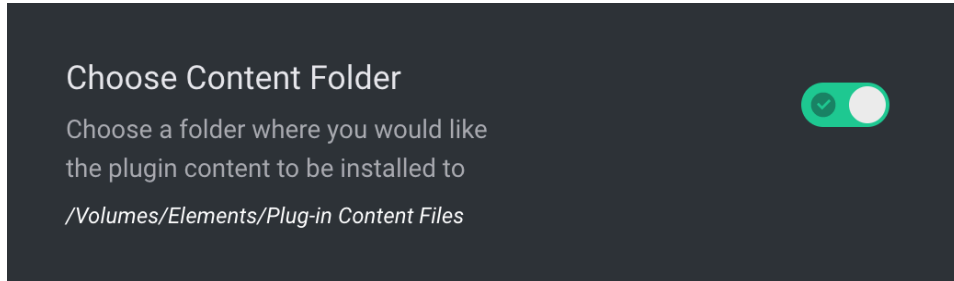 Choose Content Folder
Choose a folder where you would like
the plugin content to be installed to
/Volumes/Elements/Plug-in Content Files